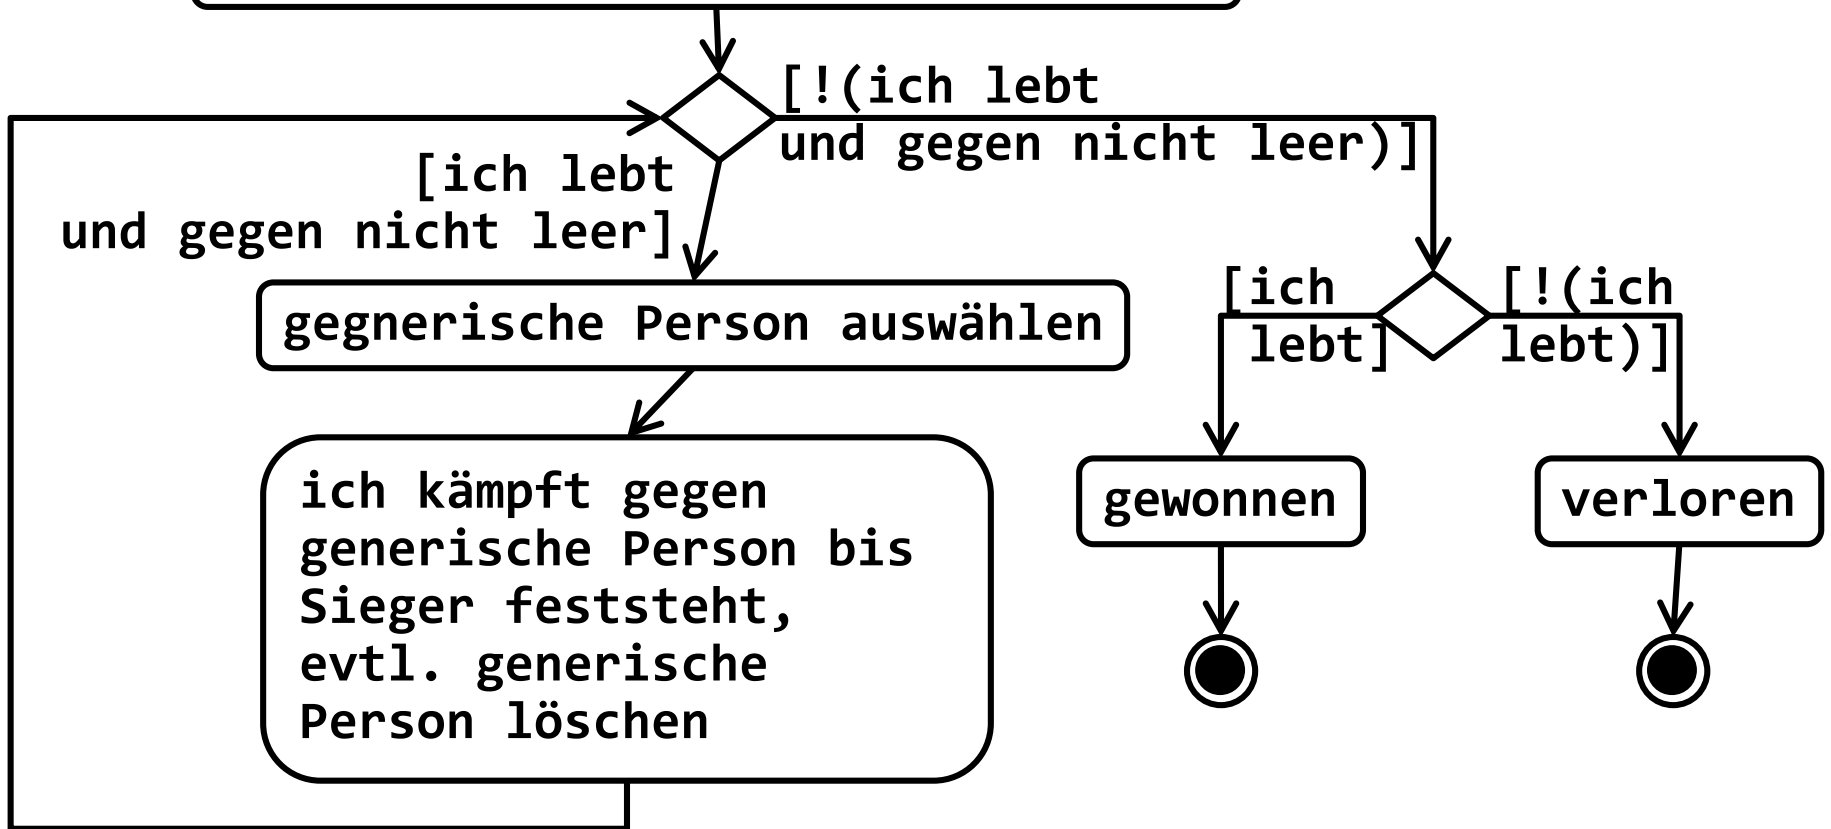 [!(ich lebt
und gegen nicht leer)]
[ich lebt
und gegen nicht leer]
gegnerische Person auswählen
[ich
lebt]
[!(ich
lebt)]
ich kämpft gegen
generische Person bis
Sieger feststeht,
evtl. generische
Person löschen
gewonnen
verloren